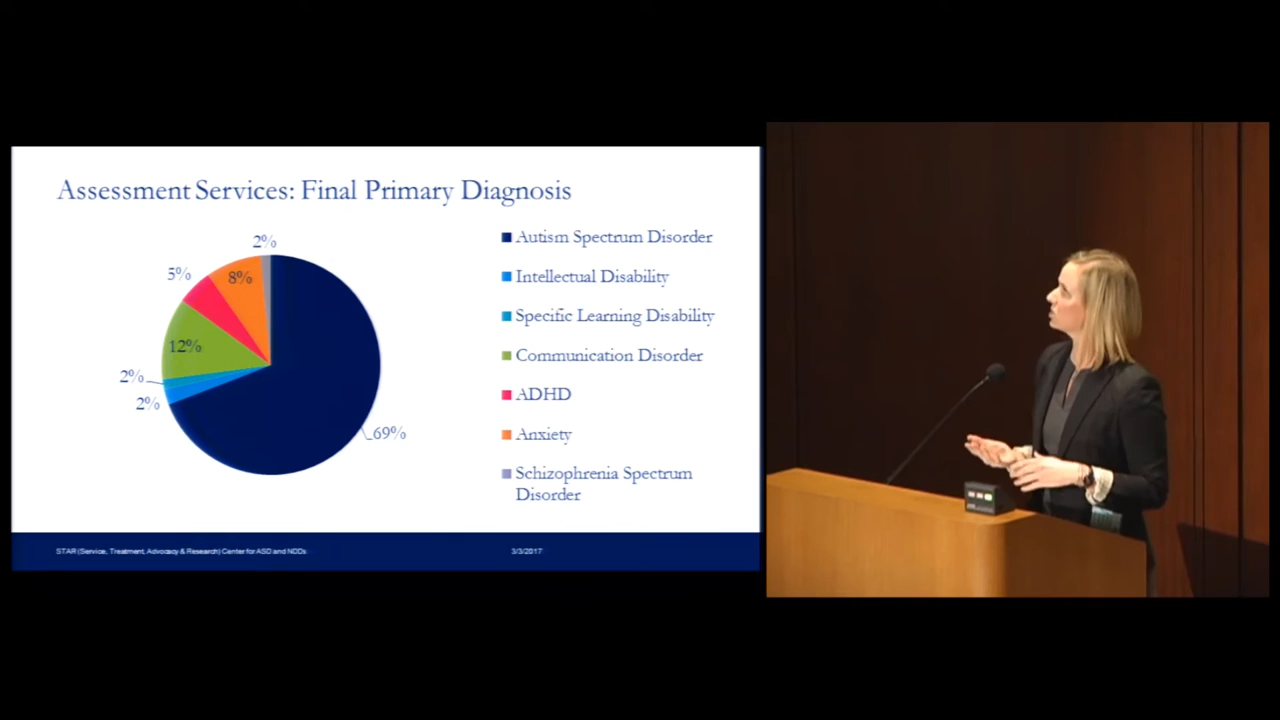 Assessment Services: Final Primary Diagnosis
2%
5%
8%
12%
2%
2%
69%
Autism Spectrum Disorder
Intellectual Disability
Specific Learning Disability
Communication Disorder
ADHD
Anxiety
Schizophrenia Spectrum
Disorder
STAR (Service, Treatment, Advocacy & Research) Center for ASD and NDDs
3/3/2017